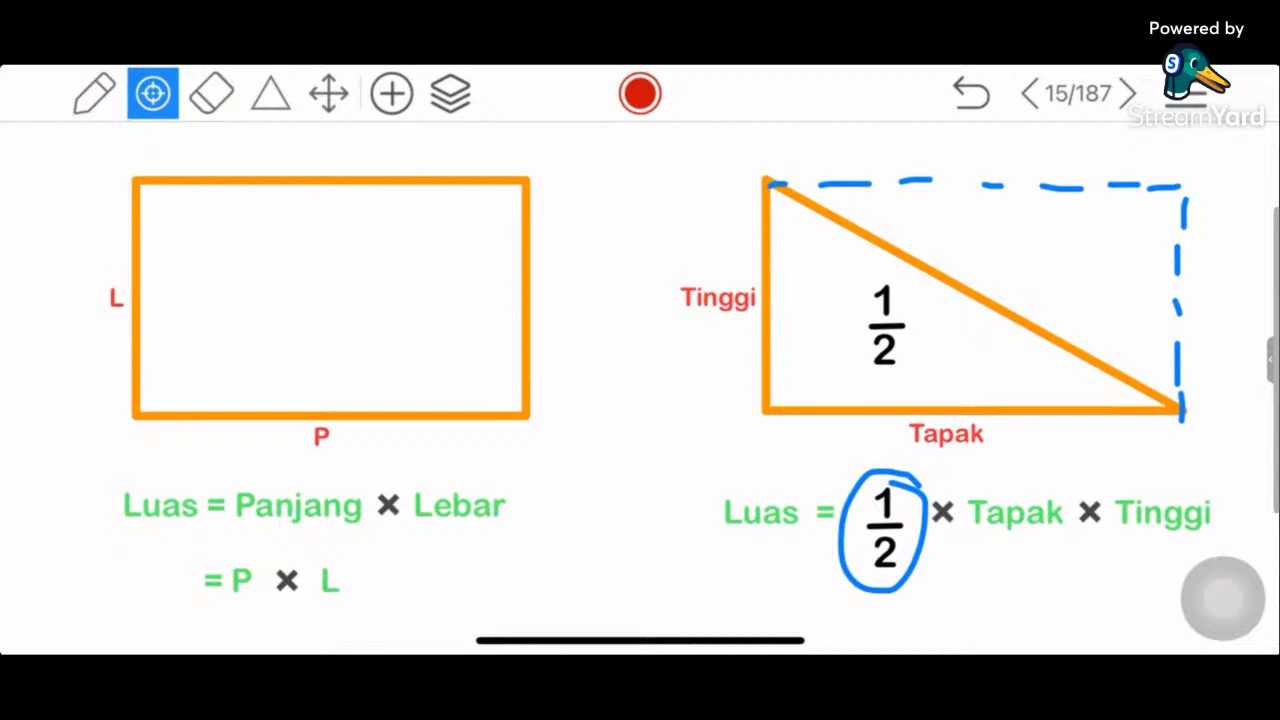 Powered by
S
StreamYard
15/187
L
P
Luas = Panjang × Lebar
= P × L
Tinggi
1
2
Tapak
Luas = 1/2 × Tapak × Tinggi